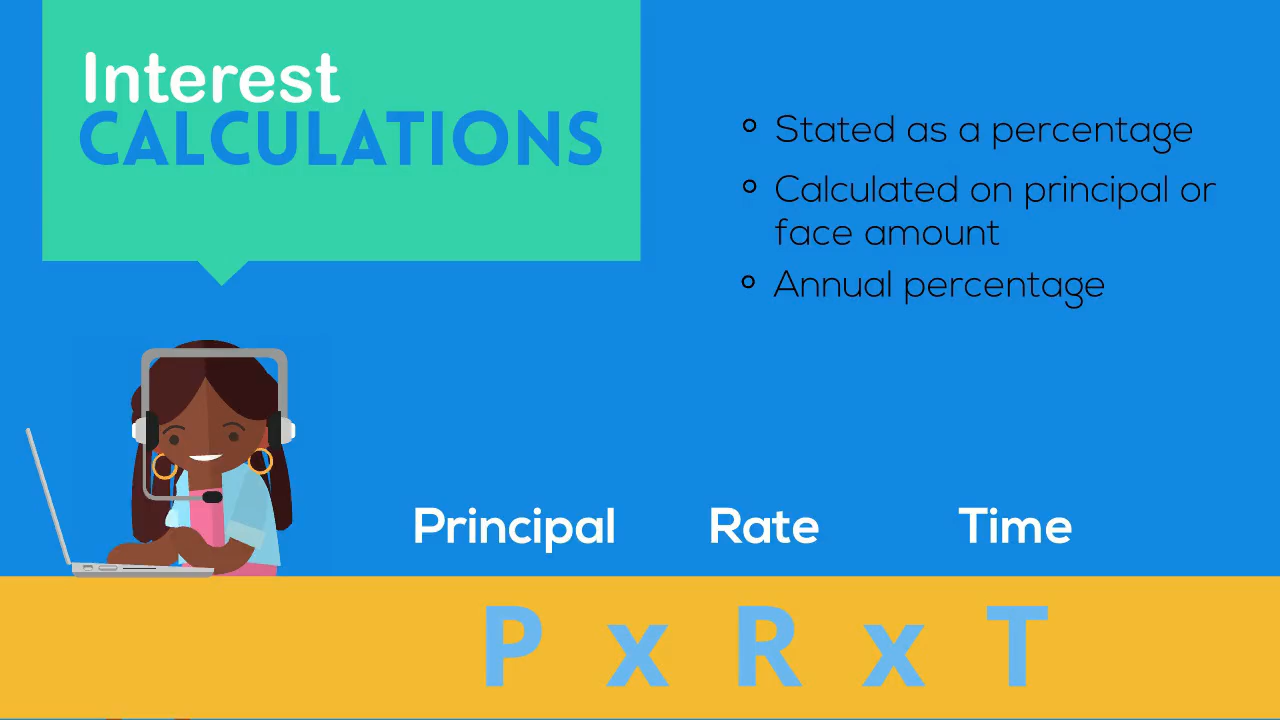 Interest
CALCULATIONS
Stated as a percentage
Calculated on principal or
face amount
Annual percentage
Principal Rate Time
P x R x T